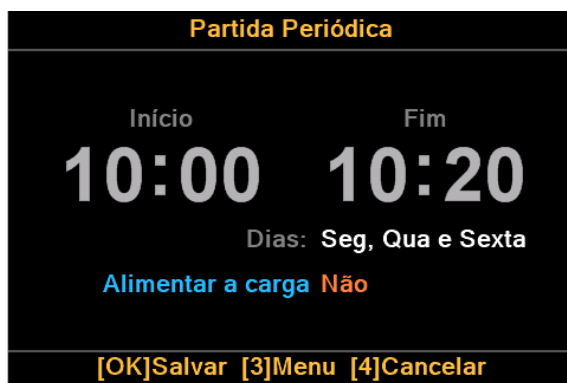 Partida Periódica
Início Fim
10:00 10:20
Dias: Seg, Qua e Sexta
Alimentar a carga Não
[OK]Salvar [3]Menu [4]Cancelar